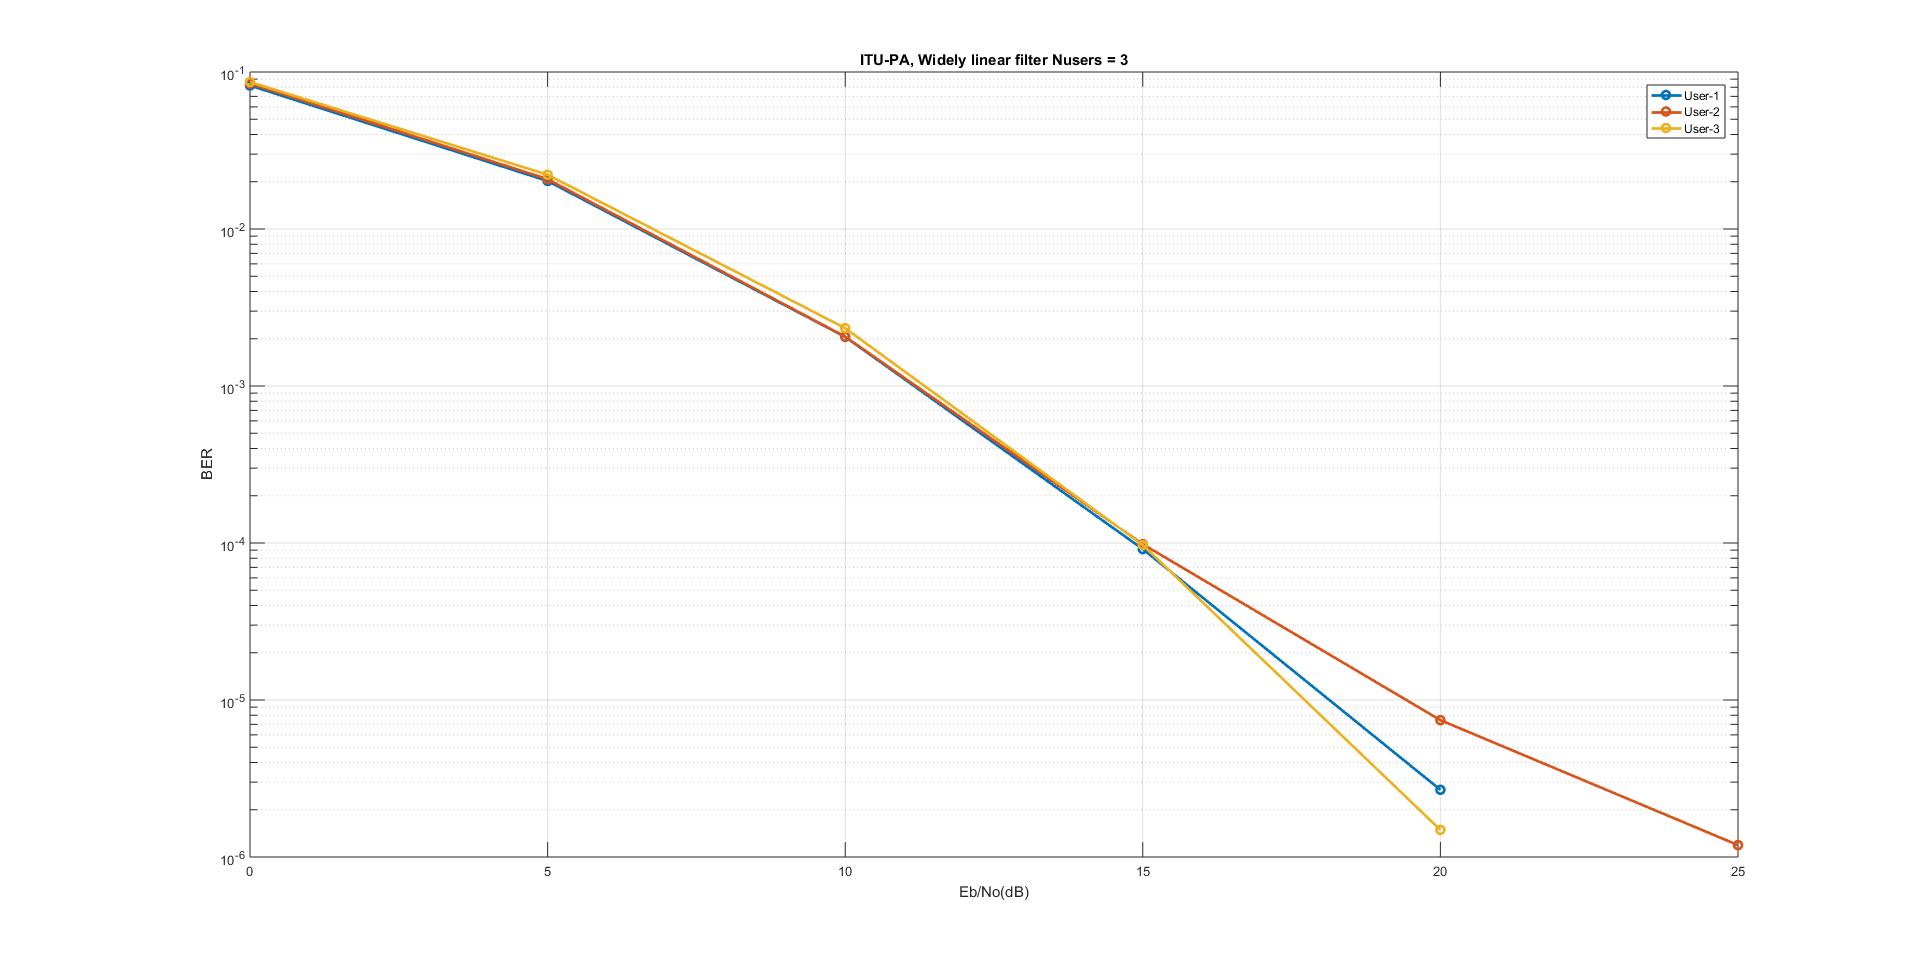 ITU-PA, Widely linear filter Nusers = 3
10^-1
10^-2
10^-3
10^-4
10^-5
10^-6
BER
User-1
User-2
User-3
0 5 10 15 20 25
Eb/No(dB)